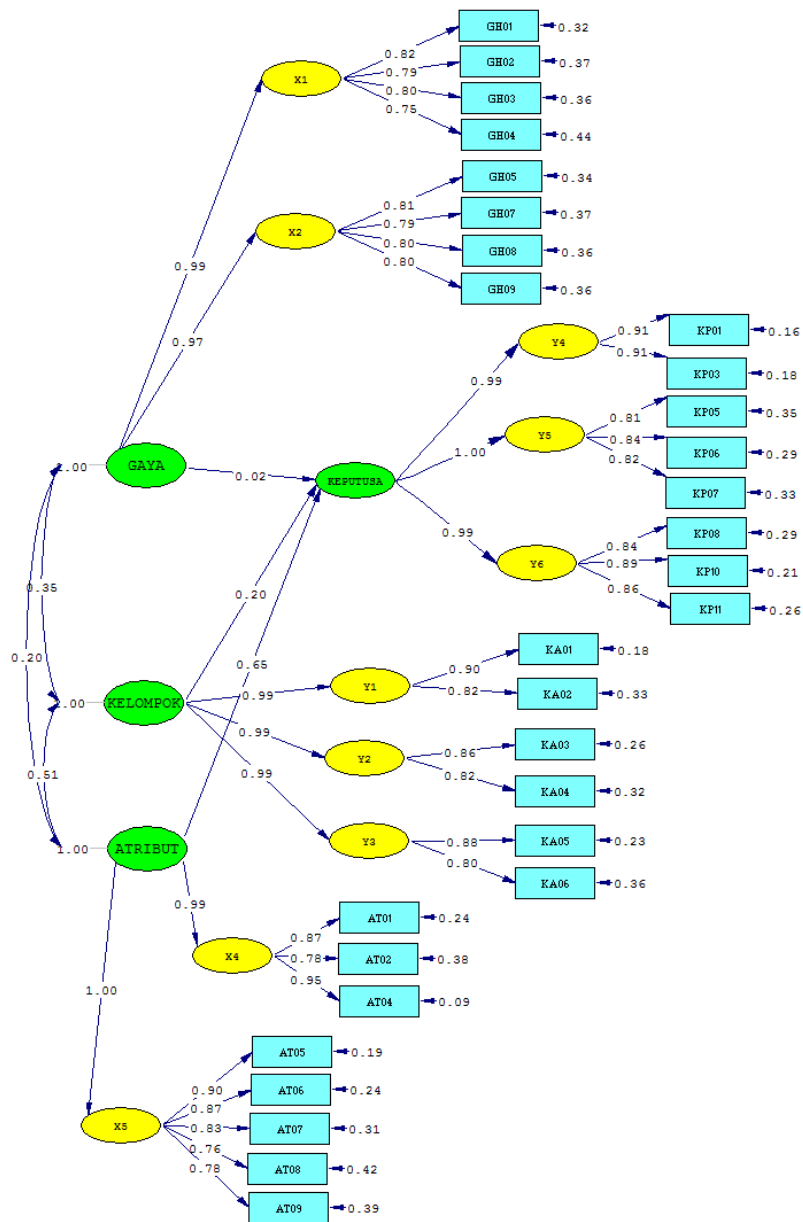 GH01 0.32
0.82
X1
GH02 0.37
0.79
0.80
GH03 0.36
0.75
GH04 0.44
GH05 0.34
0.81
GH07 0.37
0.79
X2
0.80
GH08 0.36
0.80
GH09 0.36
0.99
0.97
Y4
0.91
KP01 0.16
0.91
KP03 0.18
0.99
Y5
0.81
KP05 0.35
0.84
KP06 0.29
0.82
KP07 0.33
1.00
GAYA
0.02
KEPUTUSA
1.00
0.99
Y6
0.84
KP08 0.29
0.89
KP10 0.21
0.86
KP11 0.26
0.35
0.20
0.20
0.65
KA01 0.18
0.90
Y1
0.82
KA02 0.33
1.00
KELOMPOK
0.99
0.99
0.99
Y2
0.86
KA03 0.26
0.82
KA04 0.32
0.51
Y3
0.88
KA05 0.23
0.80
KA06 0.36
1.00
ATRIBUT
0.99
X4
0.87
AT01 0.24
0.78
AT02 0.38
0.95
AT04 0.09
1.00
X5
0.90
AT05 0.19
0.87
AT06 0.24
0.83
AT07 0.31
0.76
AT08 0.42
0.78
AT09 0.39